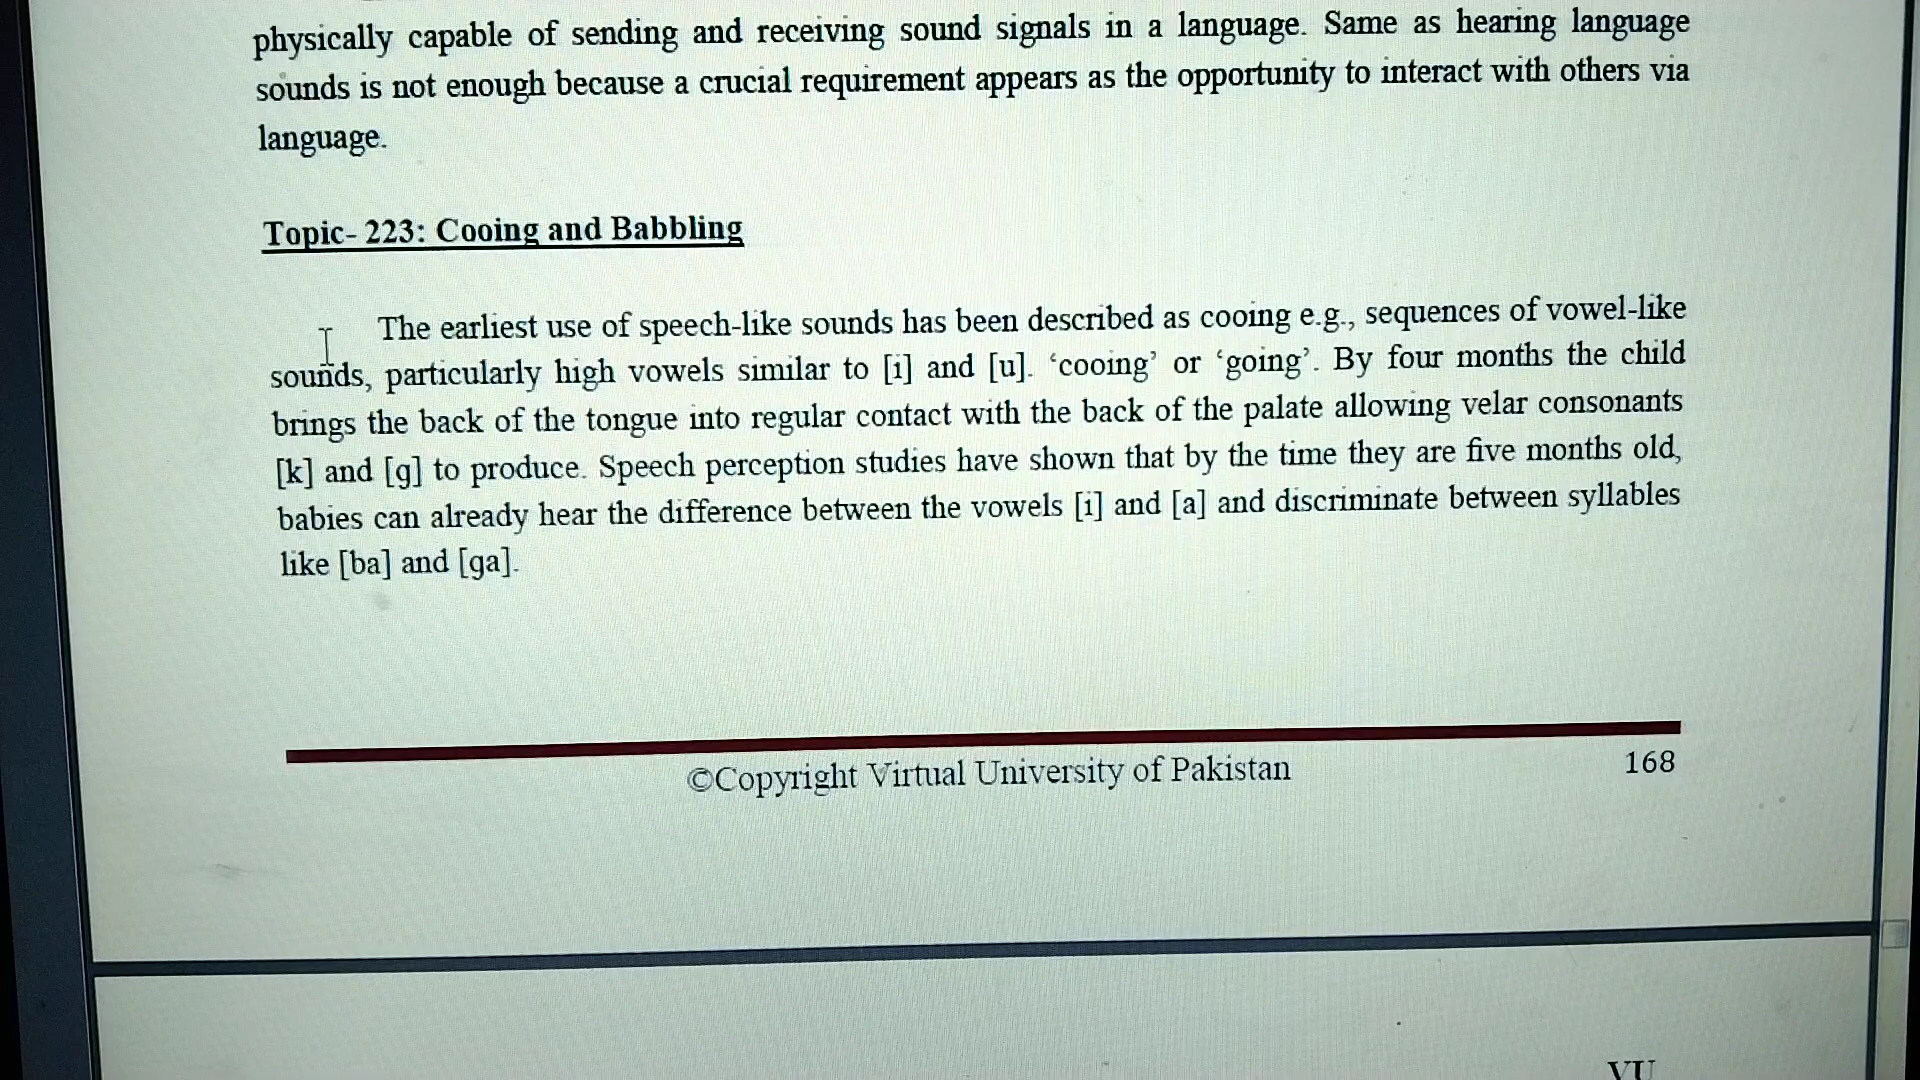 physically capable of sending and receiving sound signals in a language. Same as hearing language
sounds is not enough because a crucial requirement appears as the opportunity to interact with others via
language.
Topic- 223: Cooing and Babbling
The earliest use of speech-like sounds has been described as cooing e.g., sequences of vowel-like
sounds, particularly high vowels similar to [i] and [u]. ‘cooing’ or ‘going’. By four months the child
brings the back of the tongue into regular contact with the back of the palate allowing velar consonants
[k] and [g] to produce. Speech perception studies have shown that by the time they are five months old,
babies can already hear the difference between the vowels [i] and [a] and discriminate between syllables
like [ba] and [ga].
©Copyright Virtual University of Pakistan 168
VU